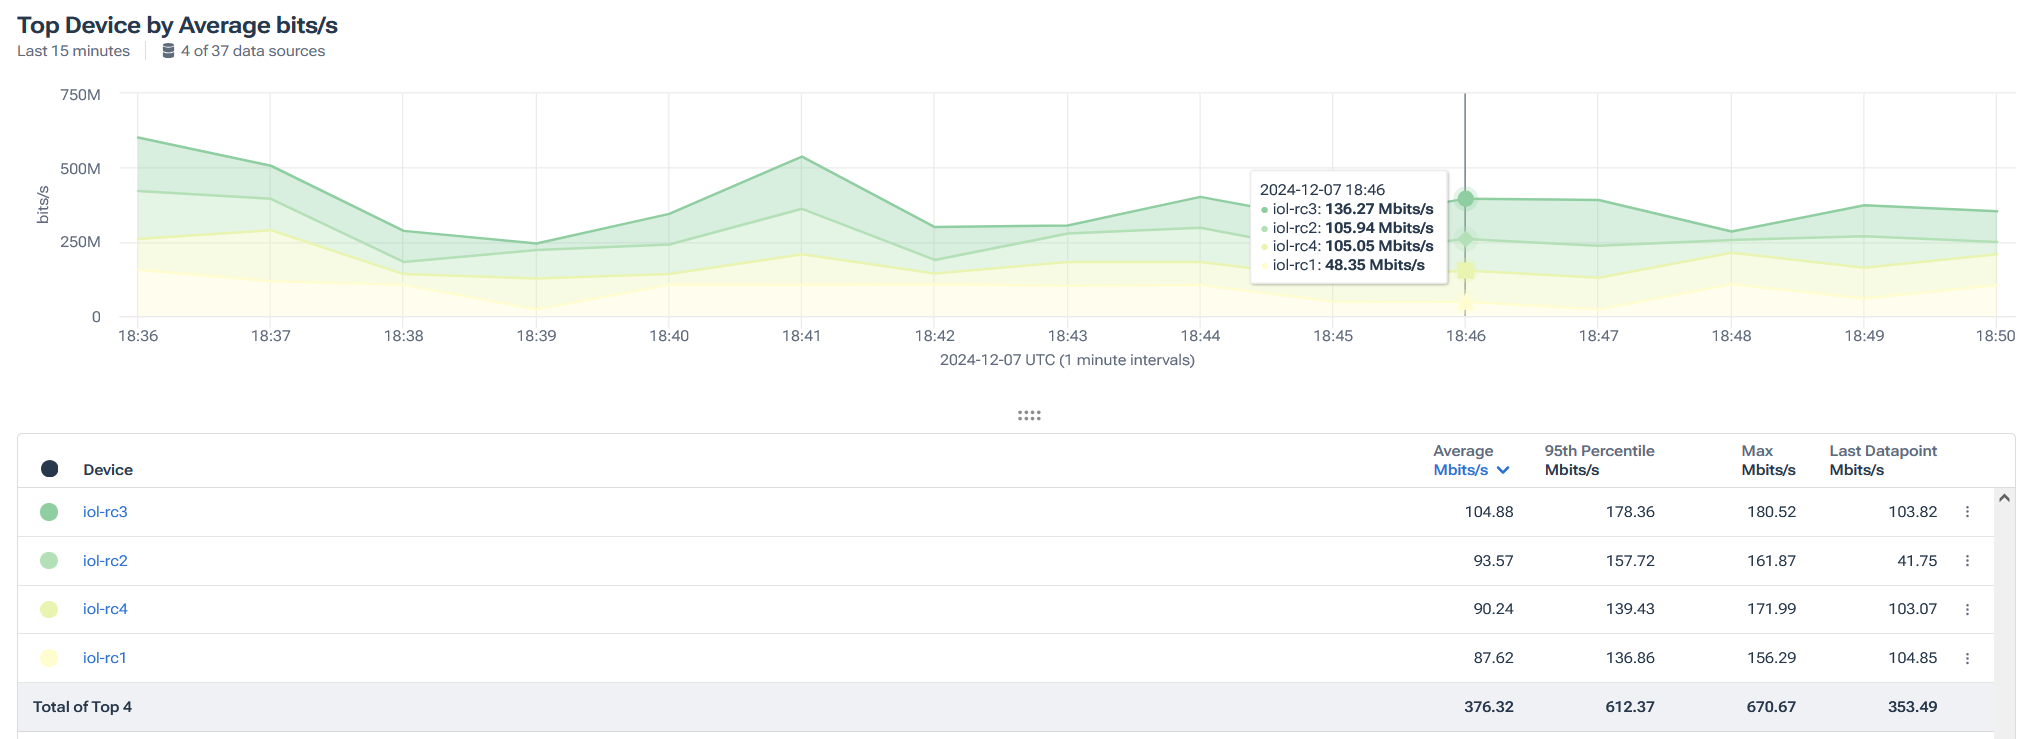 Top Device by Average bits/s
Last 15 minutes 4 of 37 data sources
750M
500M
250M
0
bits/s
2024-12-07 18:46
iol-rc3: 136.27 Mbits/s
iol-rc2: 105.94 Mbits/s
iol-rc4: 105.05 Mbits/s
iol-rc1: 48.35 Mbits/s
18:36 18:37 18:38 18:39 18:40 18:41 18:42 18:43 18:44 18:45 18:46 18:47 18:48 18:49 18:50
2024-12-07 UTC (1 minute intervals)
Average 95th Percentile Max Last Datapoint
Device Mbits/s Mbits/s Mbits/s Mbits/s
iol-rc3 104.88 178.36 180.52 103.82
iol-rc2 93.57 157.72 161.87 41.75
iol-rc4 90.24 139.43 171.99 103.07
iol-rc1 87.62 136.86 156.29 104.85
Total of Top 4 376.32 612.37 670.67 353.49